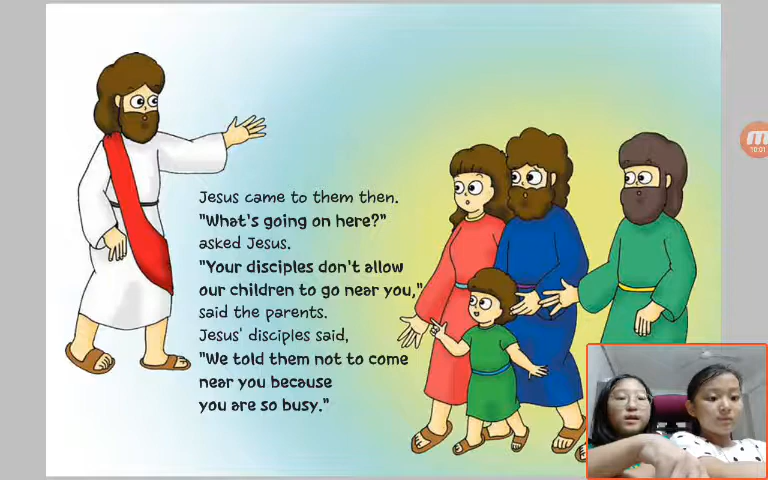 Jesus came to them then.
"What's going on here?"
asked Jesus.
"Your disciples don't allow
our children to go near you,"
said the parents.
Jesus' disciples said,
"We told them not to come
near you because
you are so busy."
M
10:01